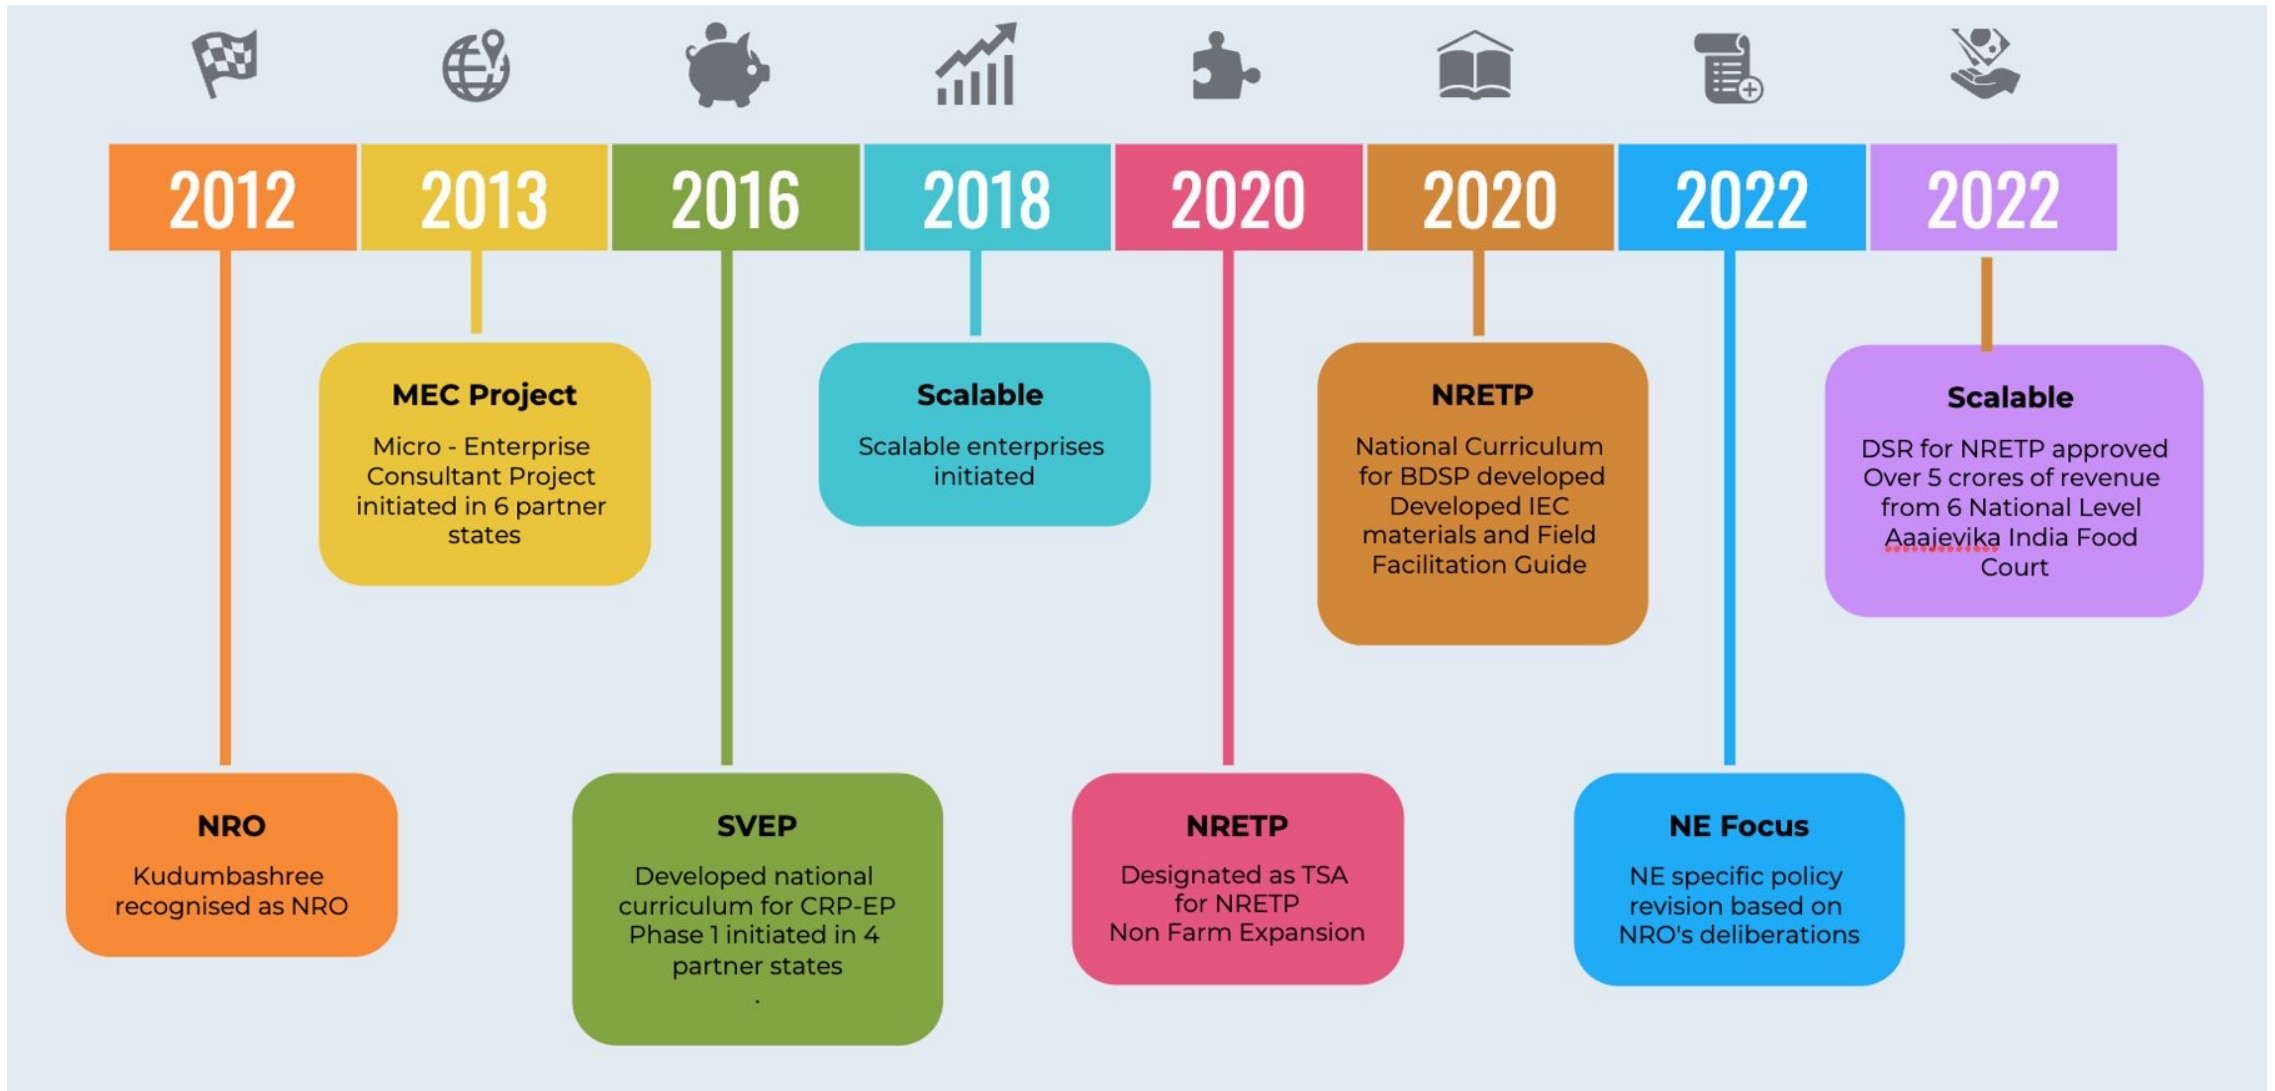 2012
2013
2016
2018
2020
2020
2022
2022
MEC Project
Micro - Enterprise
Consultant Project
initiated in 6 partner
states
Scalable
Scalable enterprises
initiated
NRETP
National Curriculum
for BDSP developed
Developed IEC
materials and Field
Facilitation Guide
Scalable
DSR for NRETP approved
Over 5 crores of revenue
from 6 National Level
Aaajevika India Food
Court
NRO
Kudumbashree
recognised as NRO
SVEP
Developed national
curriculum for CRP-EP
Phase 1 initiated in 4
partner states
.
NRETP
Designated as TSA
for NRETP
Non Farm Expansion
NE Focus
NE specific policy
revision based on
NRO's deliberations